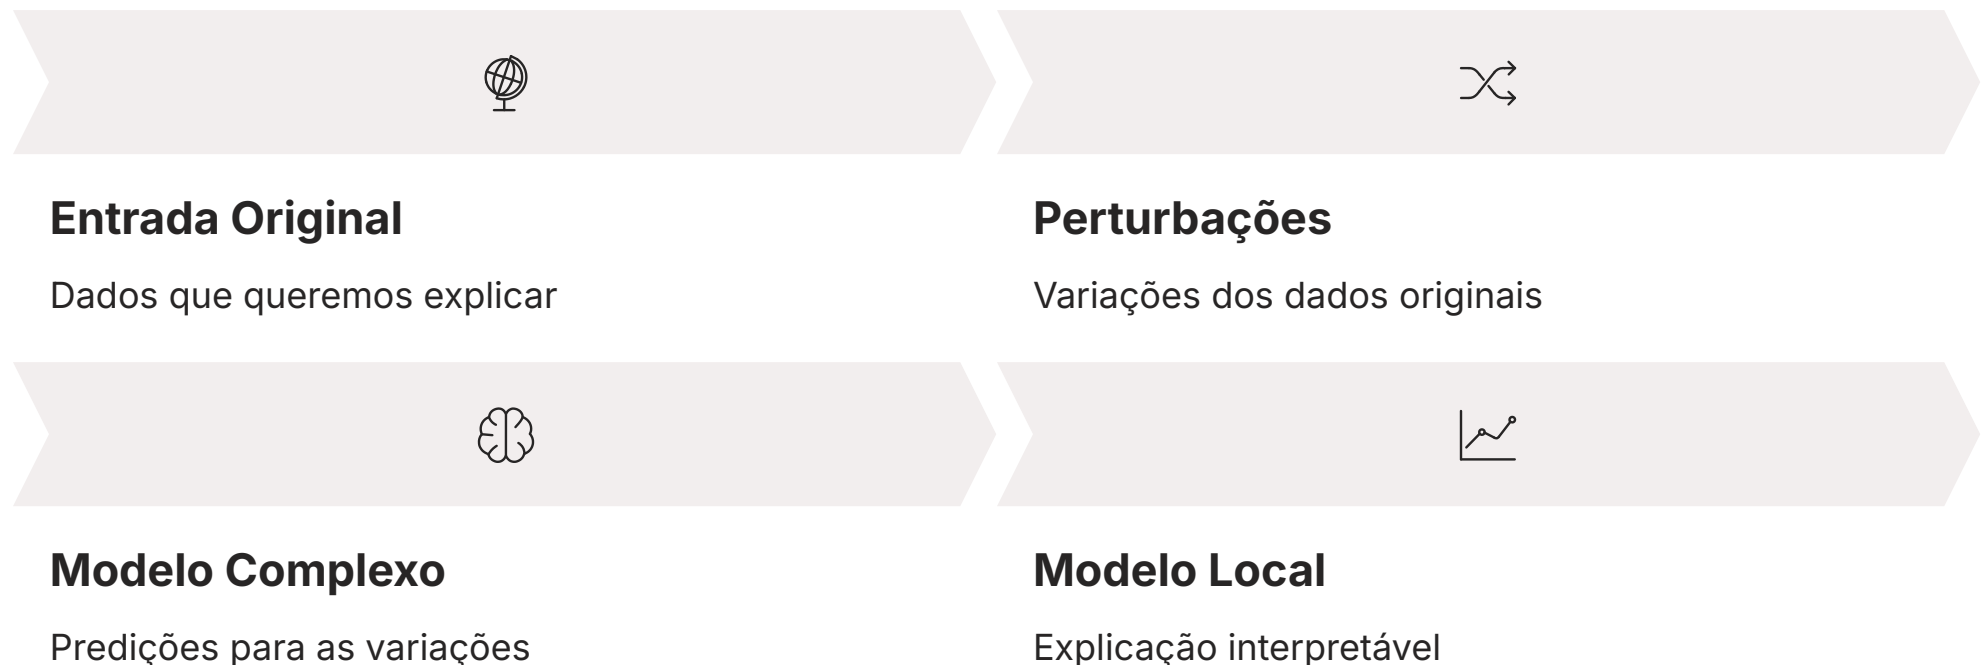 Entrada Original
Dados que queremos explicar
Perturbações
Variações dos dados originais
Modelo Complexo
Predições para as variações
Modelo Local
Explicação interpretável